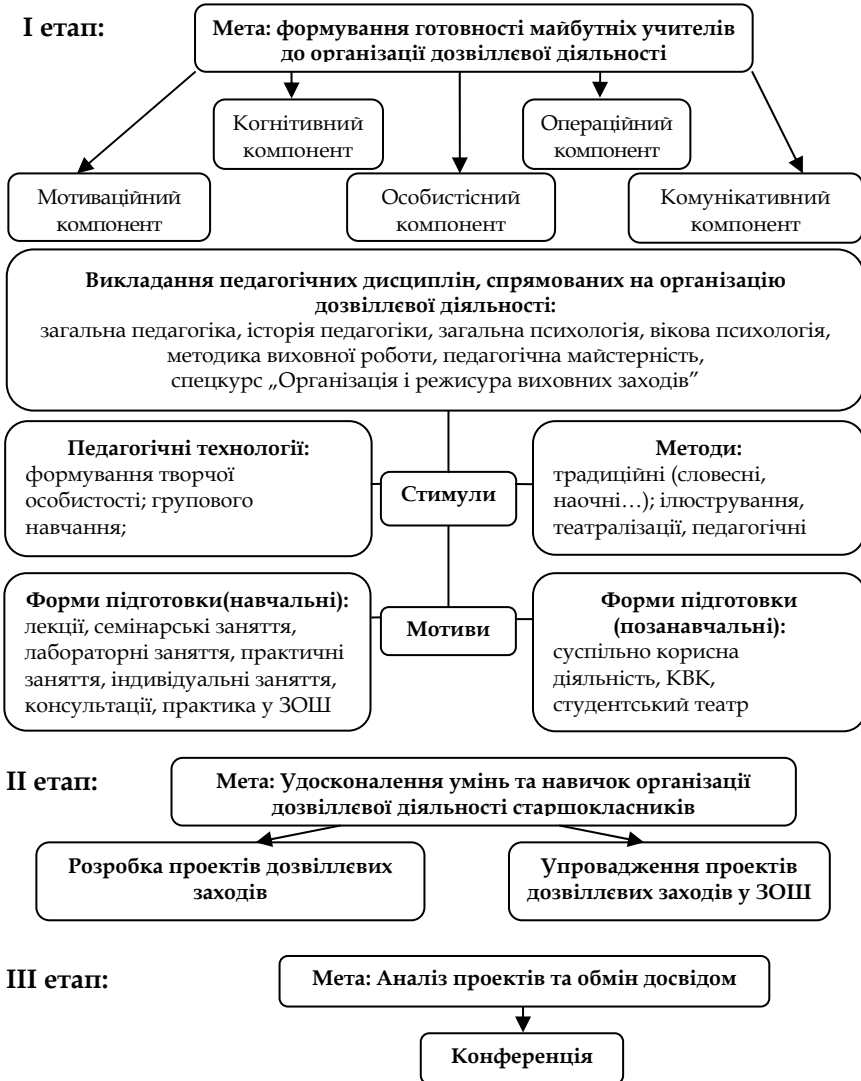 І етап:
Мета: формування готовності майбутніх учителів
до організації дозвіллєвої діяльності
Когнітивний
компонент
Операційний
компонент
Мотиваційний
компонент
Особистісний
компонент
Комунікативний
компонент
Викладання педагогічних дисциплін, спрямованих на організацію
дозвіллєвої діяльності:
загальна педагогіка, історія педагогіки, загальна психологія, вікова психологія,
методика виховної роботи, педагогічна майстерність,
спецкурс „Організація і режисура виховних заходів”
Педагогічні технології:
формування творчої
особистості; групового
навчання;
Стимули
Методи:
традиційні (словесні,
наочні…); ілюстрування,
театралізації, педагогічні
Форми підготовки(навчальні):
лекції, семінарські заняття,
лабораторні заняття, практичні
заняття, індивідуальні заняття,
консультації, практика у ЗОШ
Мотиви
Форми підготовки
(позанавчальні):
суспільно корисна
діяльність, КВК,
студентський театр
ІІ етап:
Мета: Удосконалення умінь та навичок організації
дозвіллєвої діяльності старшокласників
Розробка проектів дозвіллєвих
заходів
Упровадження проектів
дозвіллєвих заходів у ЗОШ
ІІІ етап:
Мета: Аналіз проектів та обмін досвідом
Конференція